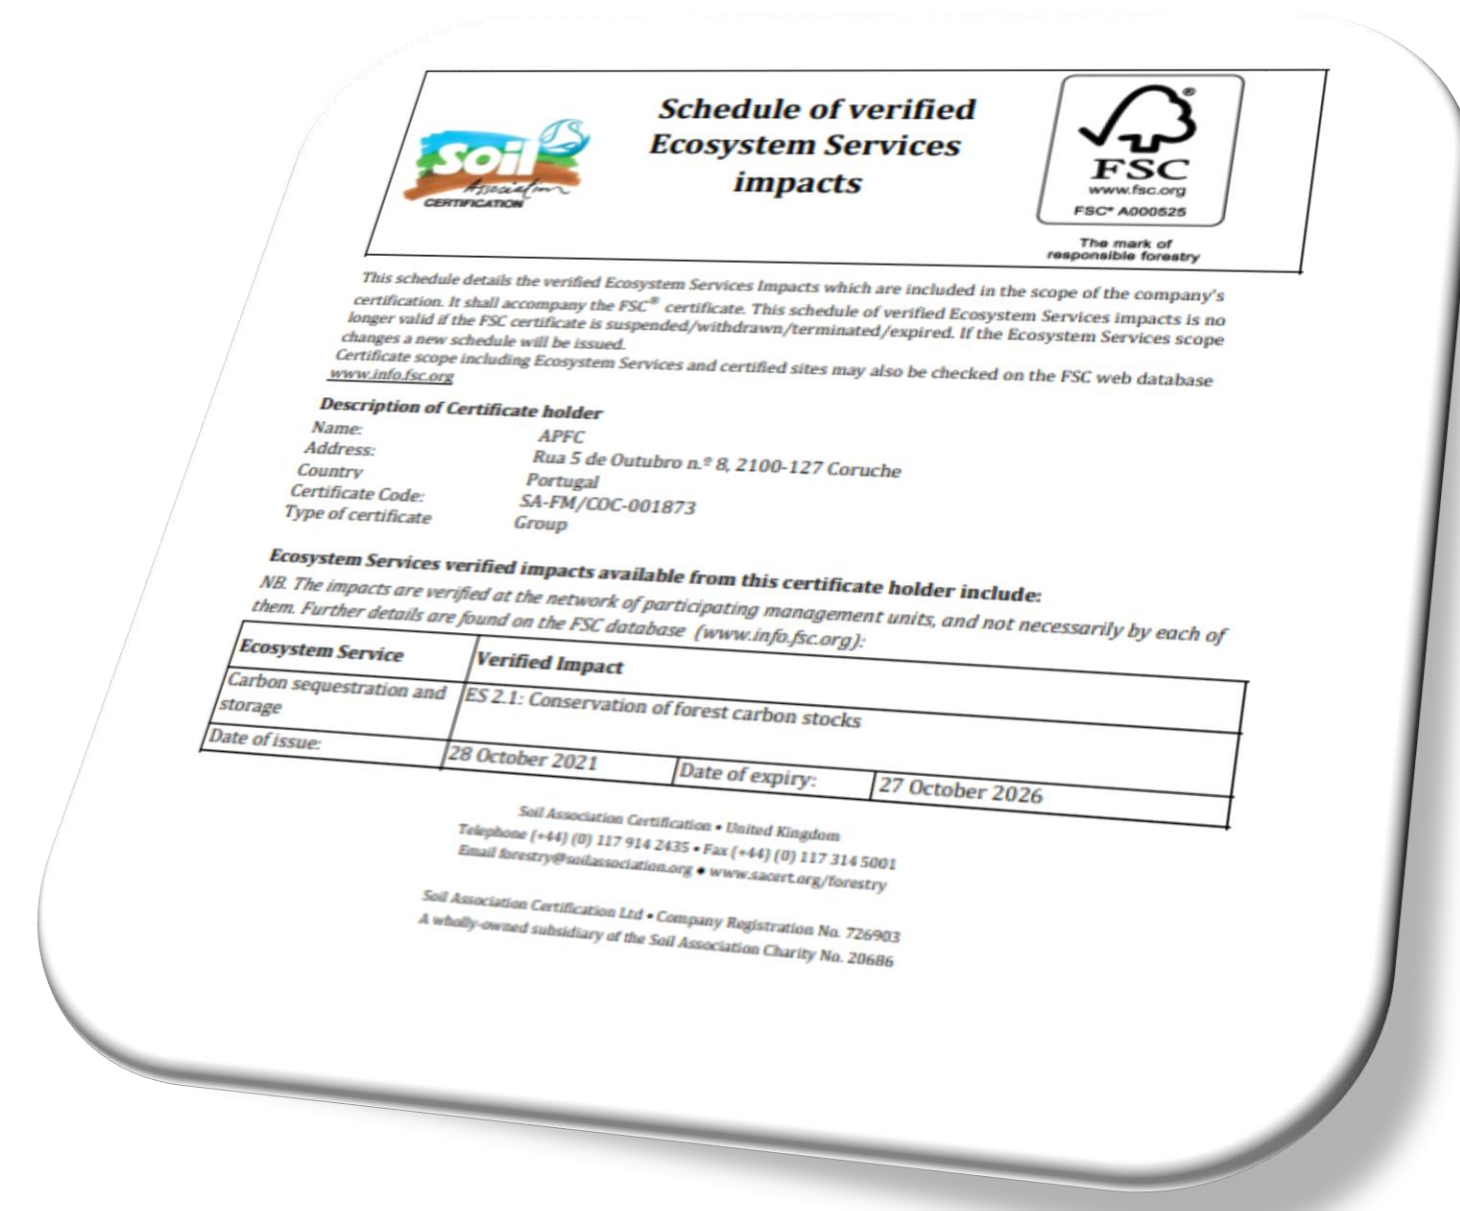 Schedule of verified
Ecosystem Services
impacts
soil
Association
CERTIFICATION
®
FSC
www.fsc.org
FSC® A000525
The mark of
responsible forestry
This schedule details the verified Ecosystem Services Impacts which are included in the scope of the company's
certification. It shall accompany the FSC® certificate. This schedule of verified Ecosystem Services impacts is no
longer valid if the FSC certificate is suspended/withdrawn/terminated/expired. If the Ecosystem Services scope
changes a new schedule will be issued.
Certificate scope including Ecosystem Services and certified sites may also be checked on the FSC web database
www.info.fsc.org
Description of Certificate holder
Name: APFC
Address: Rua 5 de Outubro n.º 8, 2100-127 Coruche
Country Portugal
Certificate Code: SA-FM/COC-001873
Type of certificate Group
Ecosystem Services verified impacts available from this certificate holder include:
NB. The impacts are verified at the network of participating management units, and not necessarily by each of
them. Further details are found on the FSC database (www.info.fsc.org):
Ecosystem Service Verified Impact
Carbon sequestration and ES 2.1: Conservation of forest carbon stocks
storage
Date of issue: 28 October 2021 Date of expiry: 27 October 2026
Soil Association Certification • United Kingdom
Telephone (+44) (0) 117 914 2435 • Fax (+44) (0) 117 314 5001
Email forestry@soilassociation.org • www.sacert.org/forestry
Soil Association Certification Ltd • Company Registration No. 726903
A wholly-owned subsidiary of the Soil Association Charity No. 20686